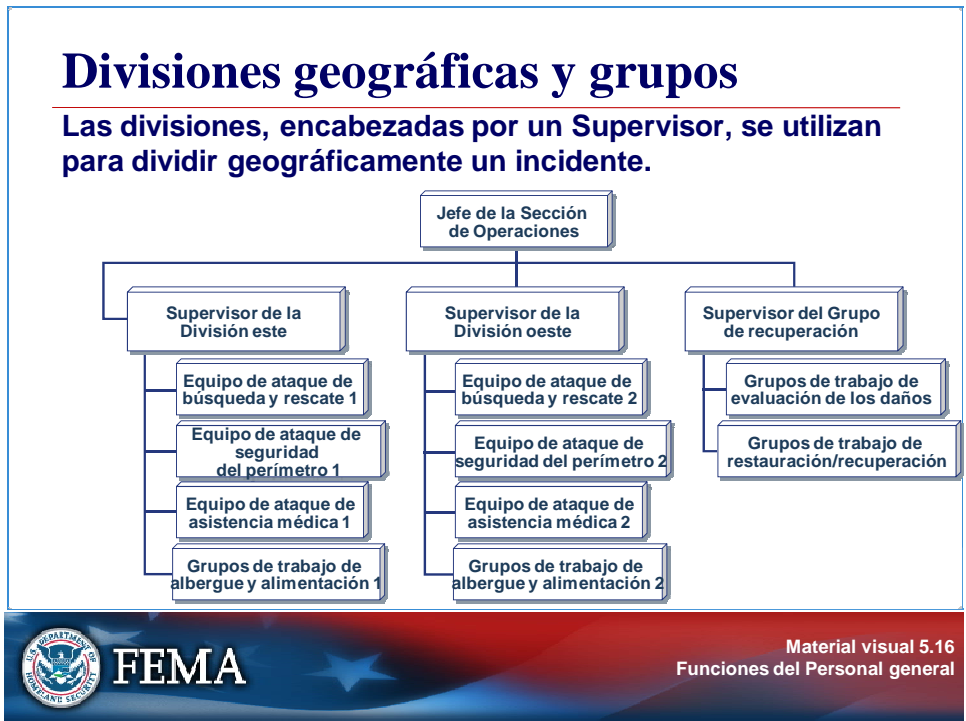 Divisiones geográficas y grupos
Las divisiones, encabezadas por un Supervisor, se utilizan
para dividir geográficamente un incidente.
Jefe de la Sección
de Operaciones
Supervisor de la
División este
Equipo de ataque de
búsqueda y rescate 1
Equipo de ataque de
seguridad
del perímetro 1
Equipo de ataque de
asistencia médica 1
Grupos de trabajo de
albergue y alimentación 1
Supervisor de la
División oeste
Equipo de ataque de
búsqueda y rescate 2
Equipo de ataque de
seguridad del perímetro 2
Equipo de ataque de
asistencia médica 2
Grupos de trabajo de
albergue y alimentación 2
Supervisor del Grupo
de recuperación
Grupos de trabajo de
evaluación de los daños
Grupos de trabajo de
restauración/recuperación
U.S. DEPARTMENT OF
HOMELAND SECURITY
FEMA
Material visual 5.16
Funciones del Personal general